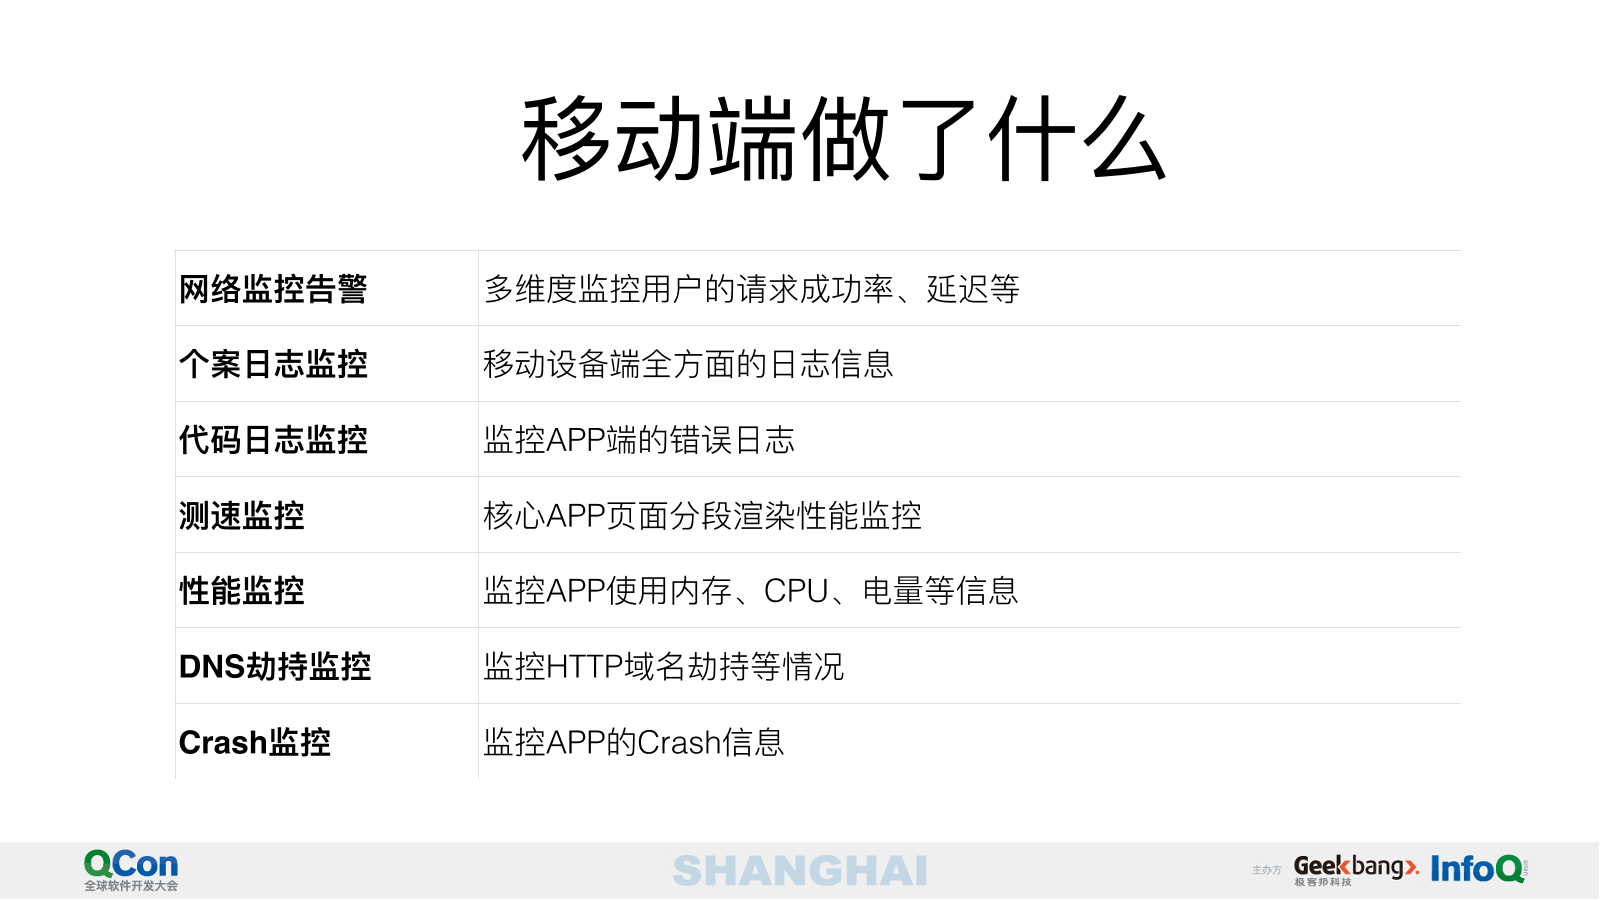 移动端做了什么
网络监控告警 多维度监控用户的请求成功率、延迟等
个案日志监控 移动设备端全方面的日志信息
代码日志监控 监控APP端的错误日志
测速监控 核心APP页面分段渲染性能监控
性能监控 监控APP使用内存、CPU、电量等信息
DNS劫持监控 监控HTTP域名劫持等情况
Crash监控 监控APP的Crash信息
QCon
全球软件开发大会
SHANGHAI
主办方
Geekbang>.
极客邦科技
InfoQ